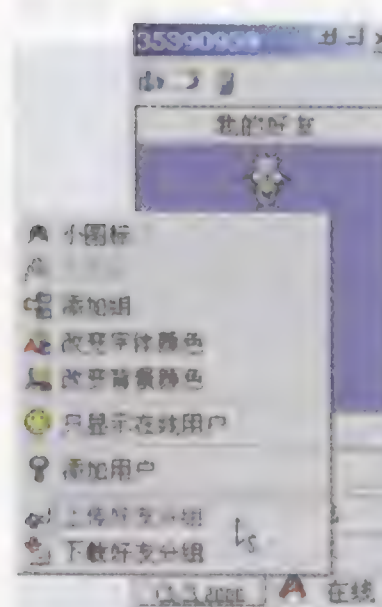 我的好友
小图标
添加组
改变字体颜色
改变背景颜色
只显示在线用户
添加用户
上传好友分组
下载好友分组
在线